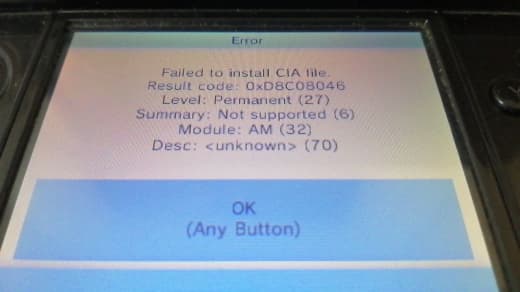 Error
Failed to install CIA file.
Result code: 0xD8C08046
Level: Permanent (27)
Summary: Not supported (6)
Module: AM (32)
Desc: <unknown> (70)
OK
(Any Button)